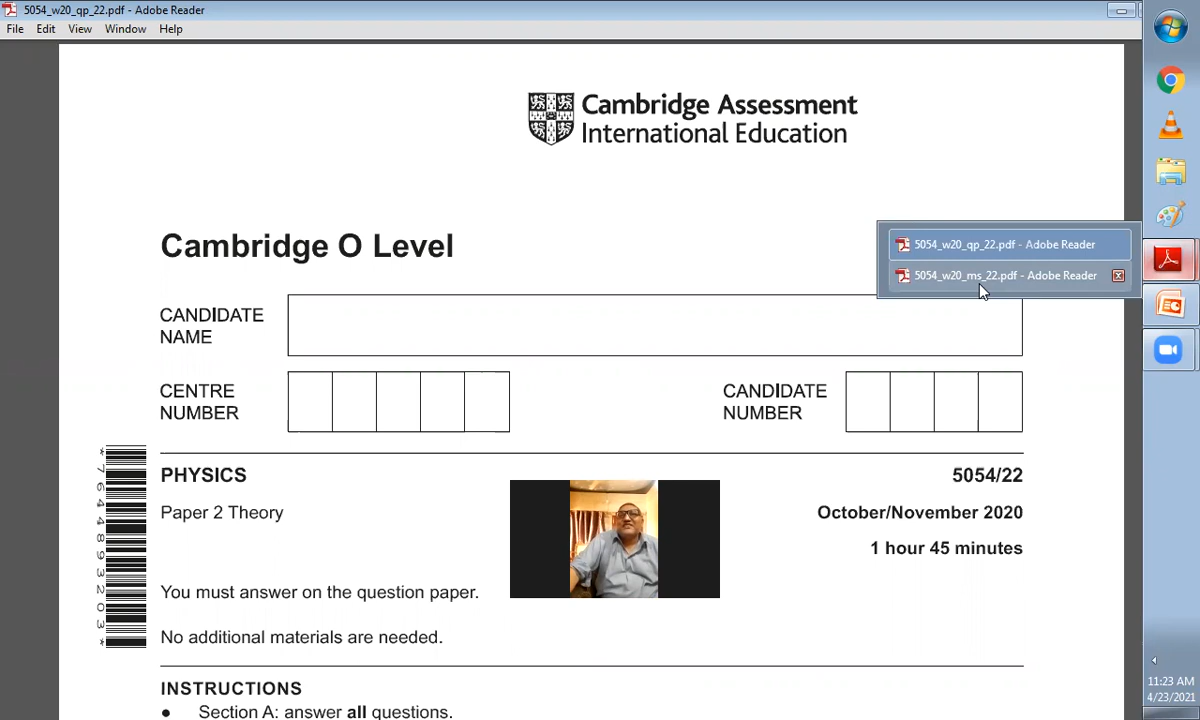 5054_w20_qp_22.pdf - Adobe Reader
File Edit View Window Help
Cambridge Assessment
International Education
Cambridge O Level
5054_w20_qp_22.pdf - Adobe Reader
5054_w20_ms_22.pdf - Adobe Reader
CANDIDATE
NAME
CENTRE
NUMBER
CANDIDATE
NUMBER
*7644893203*
PHYSICS
5054/22
Paper 2 Theory
October/November 2020
1 hour 45 minutes
You must answer on the question paper.
No additional materials are needed.
INSTRUCTIONS
● Section A: answer all questions.
11:23 AM
4/23/2021